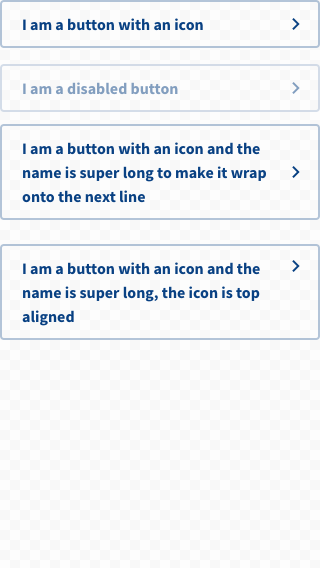 I am a button with an icon
I am a disabled button
I am a button with an icon and the
name is super long to make it wrap
onto the next line
I am a button with an icon and the
name is super long, the icon is top
aligned